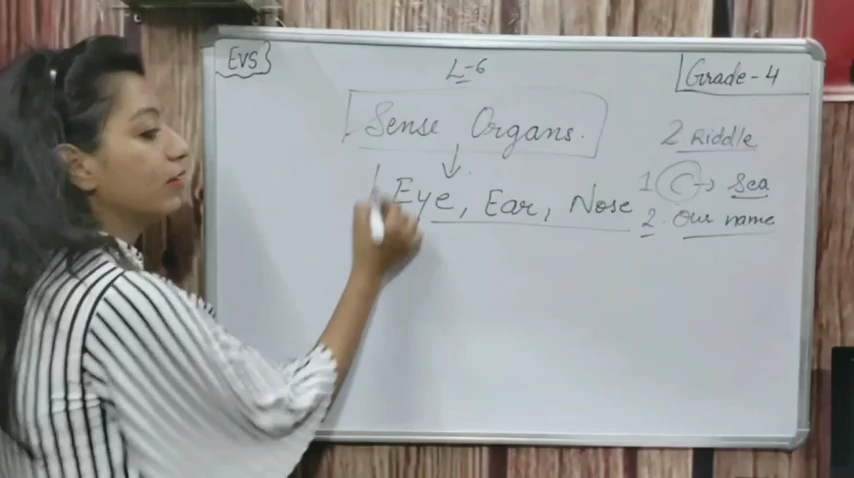 EVS
L-6
Grade-4
Sense Organs.
2 Riddle
Eye, Ear, Nose
1 C → Sea
2. Our name